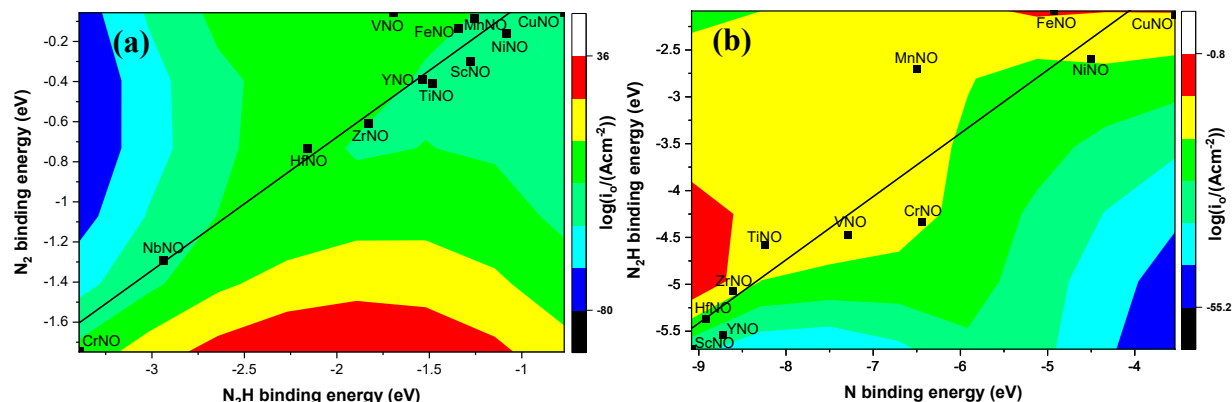 (a)
N₂ binding energy (eV)
-0.2
-0.4
-0.6
-0.8
-1
-1.2
-1.4
-1.6
VNO
FeNO
MnNO
CuNO
NiNO
ScNO
YNO
TiNO
ZrNO
HfNO
NbNO
CrNO
-3
-2.5
-2
-1.5
-1
N₂H binding energy (eV)
36
-80
log(iₒ/(Acm⁻²))
(b)
N₂H binding energy (eV)
-2.5
-3
-3.5
-4
-4.5
-5
-5.5
FeNO
CuNO
MnNO
NiNO
CrNO
VNO
TiNO
ZrNO
HfNO
YNO
ScNO
-9
-8
-7
-6
-5
-4
N binding energy (eV)
-0.8
-55.2
log(iₒ/(Acm⁻²))